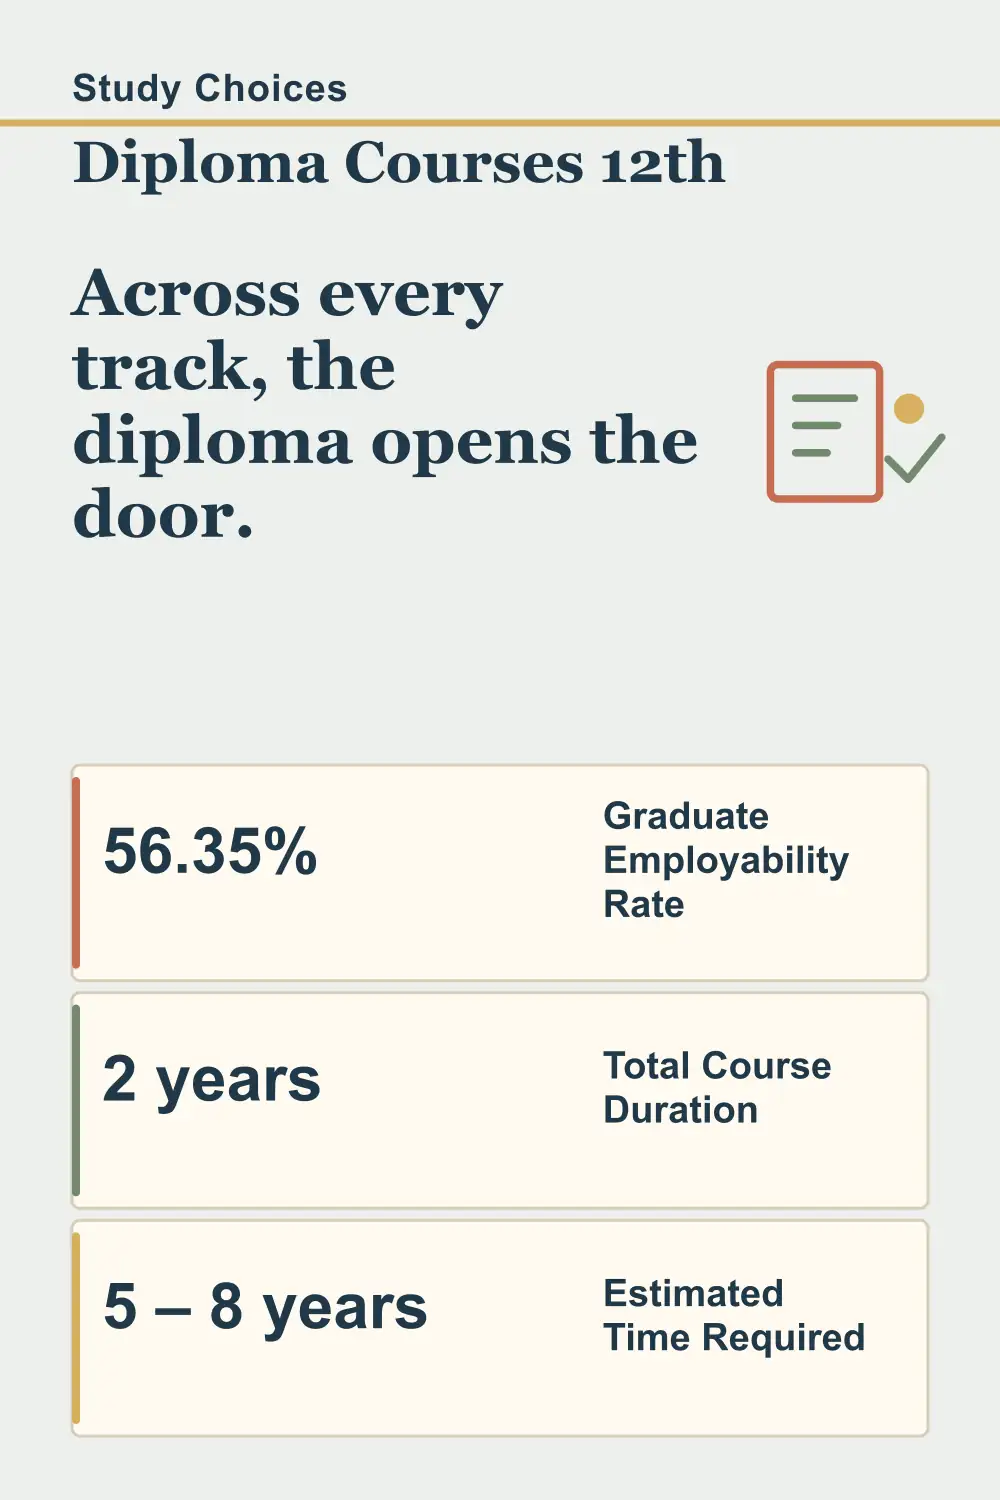 Study Choices
Diploma Courses 12th
Across every
track, the
diploma opens the
door.
56.35%
Graduate
Employability
Rate
2 years
Total Course
Duration
5 – 8 years
Estimated
Time Required